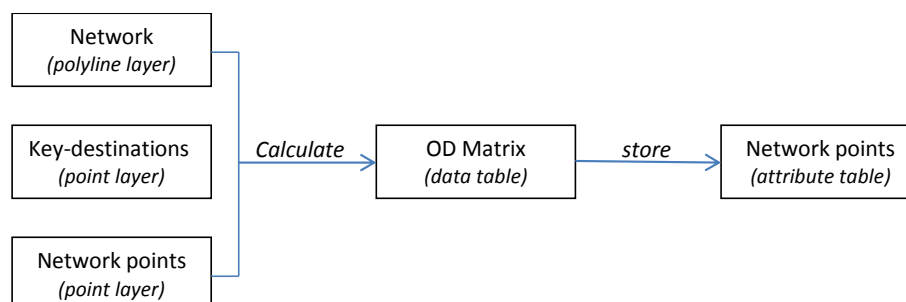 Network
(polyline layer)
Key-destinations
(point layer)
Network points
(point layer)
Calculate
OD Matrix
(data table)
store
Network points
(attribute table)